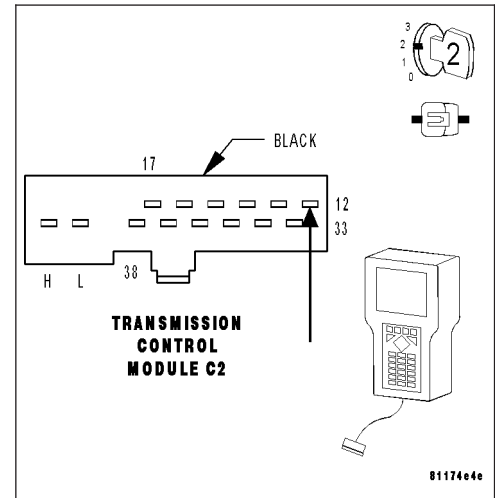 3
2
1
0
2
BLACK
17
12
33
38
H L
TRANSMISSION
CONTROL
MODULE C2
81174e4e